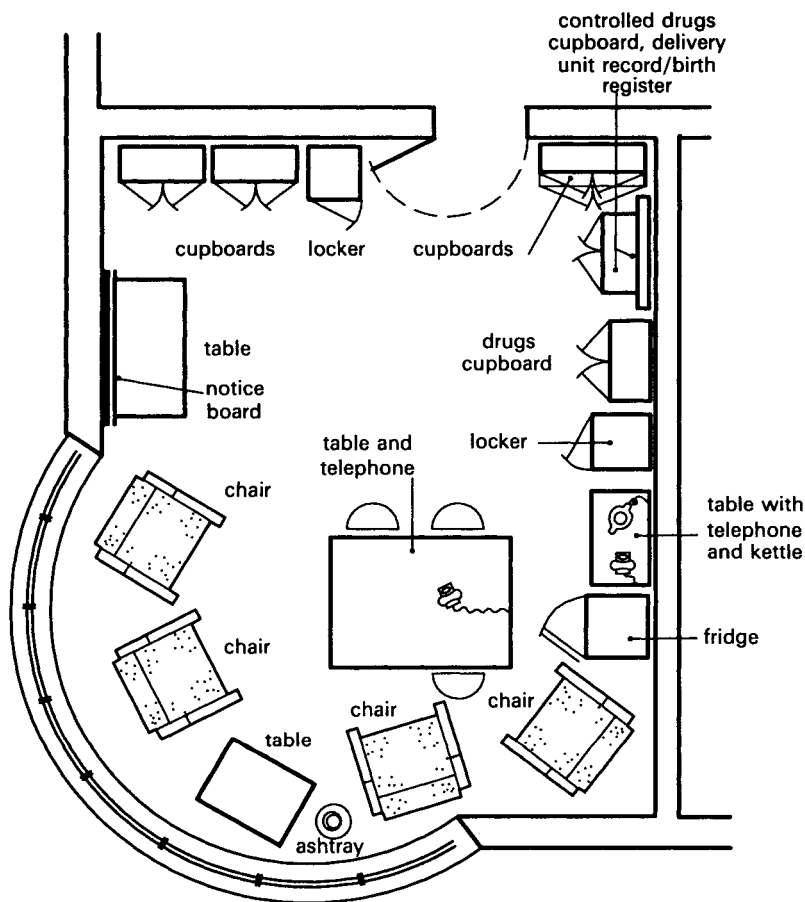 controlled drugs
cupboard, delivery
unit record/birth
register
cupboards
locker
cupboards
table
notice
board
drugs
cupboard
locker
table and
telephone
chair
table with
telephone
and kettle
chair
fridge
chair
chair
table
ashtray